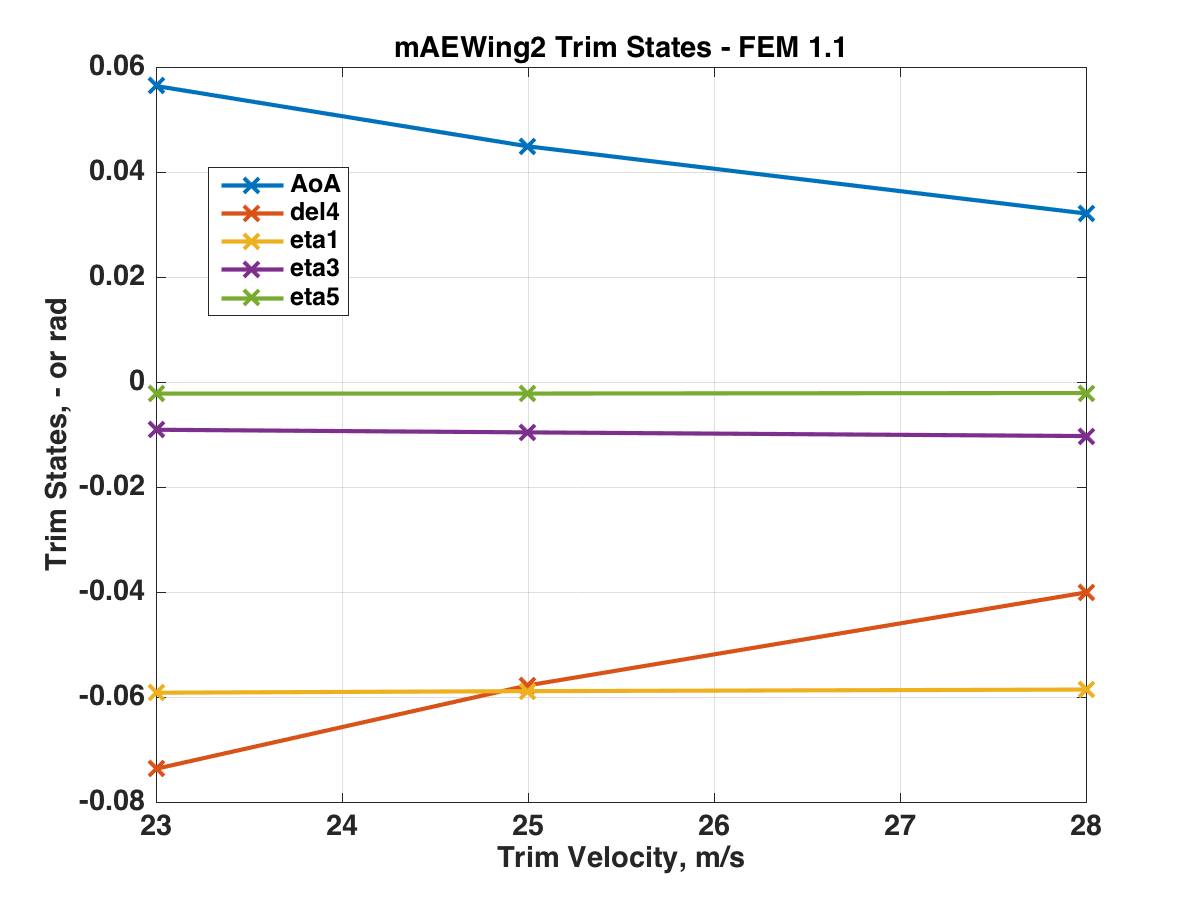 mAEWing2 Trim States - FEM 1.1
0.06
0.04
0.02
0
-0.02
-0.04
-0.06
-0.08
Trim States, - or rad
AoA
del4
eta1
eta3
eta5
23 24 25 26 27 28
Trim Velocity, m/s